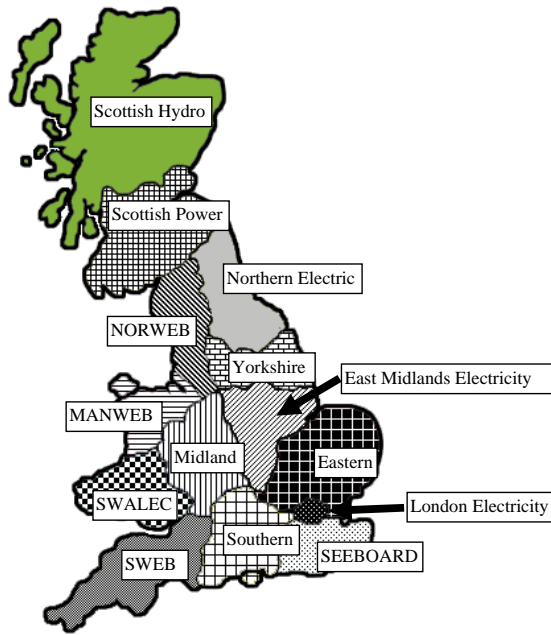 Scottish Hydro
Scottish Power
Northern Electric
NORWEB
Yorkshire
East Midlands Electricity
MANWEB
Midland
Eastern
SWALEC
London Electricity
Southern
SEEBOARD
SWEB